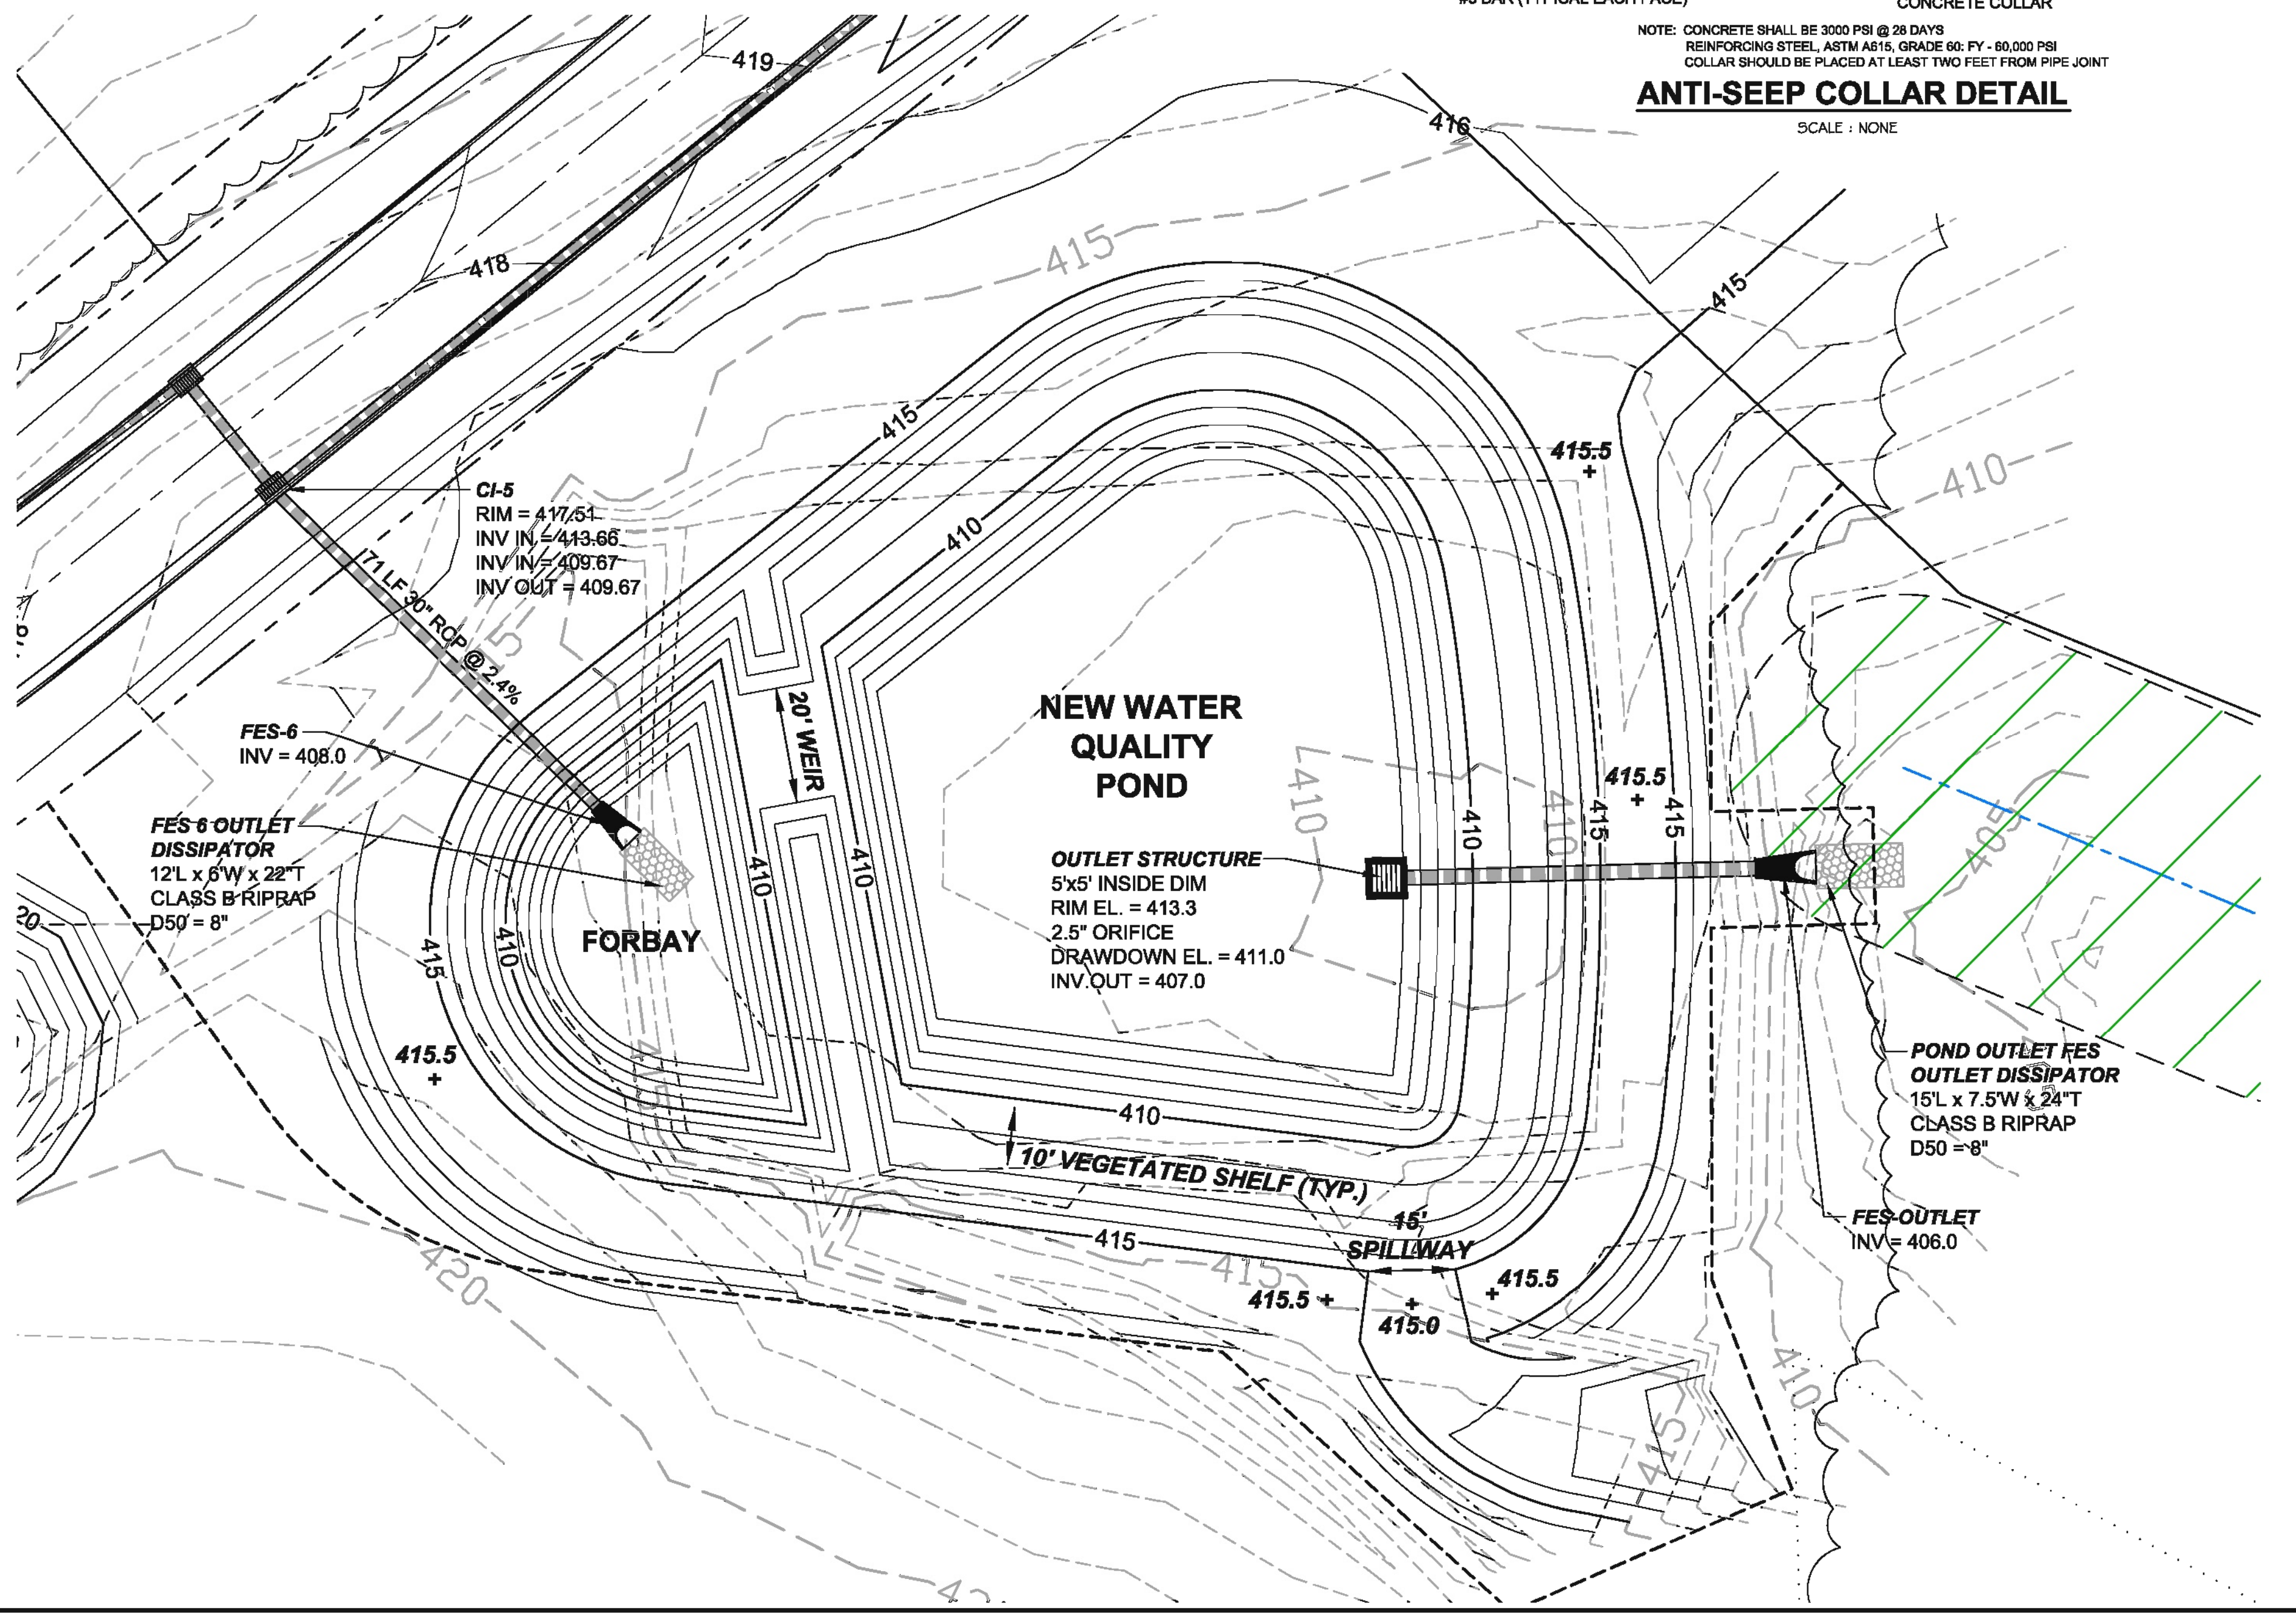 CONCRETE COLLAR
NOTE: CONCRETE SHALL BE 3000 PSI @ 28 DAYS
REINFORCING STEEL, ASTM A615, GRADE 60: FY - 60,000 PSI
COLLAR SHOULD BE PLACED AT LEAST TWO FEET FROM PIPE JOINT
ANTI-SEEP COLLAR DETAIL
SCALE : NONE
419
416
418
415
415
415
415.5
410
410
CI-5
RIM = 417.51
INV IN = 413.66
INV IN = 409.67
INV OUT = 409.67
71 LF 30" RCP @ 2.4%
415
20' WEIR
NEW WATER
QUALITY
POND
FES-6
INV = 408.0
FES 6 OUTLET
DISSIPATOR
12'L x 6'W x 22"T
CLASS B RIPRAP
D50 = 8"
20
415
410
FORBAY
410
410
410
OUTLET STRUCTURE
5'x5' INSIDE DIM
RIM EL. = 413.3
2.5" ORIFICE
DRAWDOWN EL. = 411.0
INV.OUT = 407.0
410
410
415
415.5
415
405
415.5
415
410
10' VEGETATED SHELF (TYP.)
POND OUTLET FES
OUTLET DISSIPATOR
15'L x 7.5'W x 24"T
CLASS B RIPRAP
D50 = 8"
FES-OUTLET
INV = 406.0
15'
SPILLWAY
415
415
415.5
415.5
415.0
420
410
415